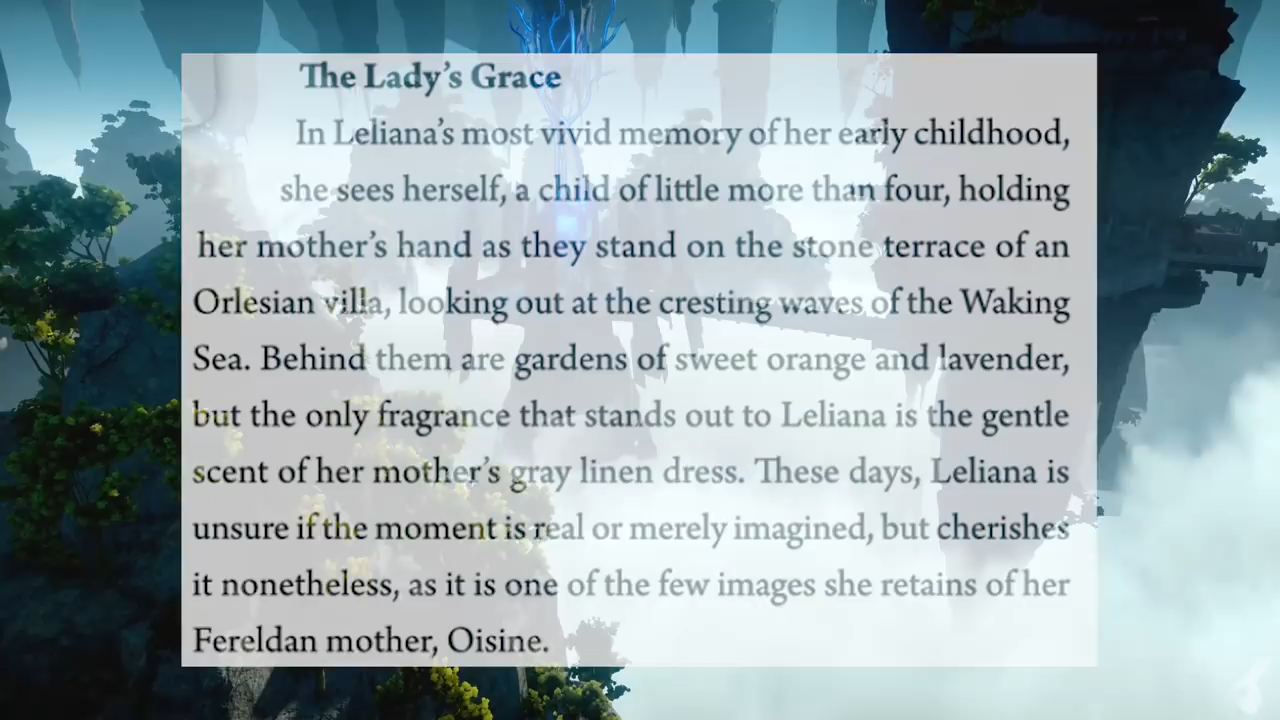 The Lady’s Grace
In Leliana’s most vivid memory of her early childhood,
she sees herself, a child of little more than four, holding
her mother’s hand as they stand on the stone terrace of an
Orlesian villa, looking out at the cresting waves of the Waking
Sea. Behind them are gardens of sweet orange and lavender,
but the only fragrance that stands out to Leliana is the gentle
scent of her mother’s gray linen dress. These days, Leliana is
unsure if the moment is real or merely imagined, but cherishes
it nonetheless, as it is one of the few images she retains of her
Fereldan mother, Oisine.